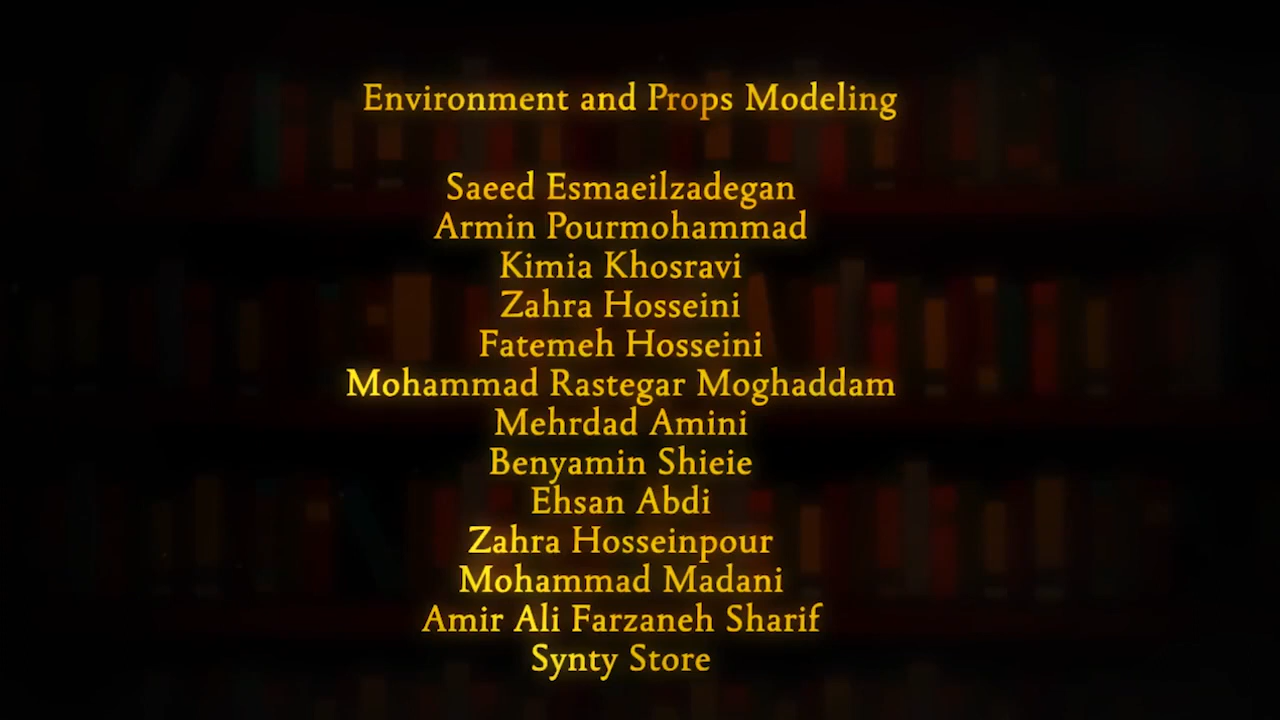 Environment and Props Modeling
Saeed Esmaeilzadegan
Armin Pourmohammad
Kimia Khosravi
Zahra Hosseini
Fatemeh Hosseini
Mohammad Rastegar Moghaddam
Mehrdad Amini
Benyamin Shieie
Ehsan Abdi
Zahra Hosseinpour
Mohammad Madani
Amir Ali Farzaneh Sharif
Synty Store